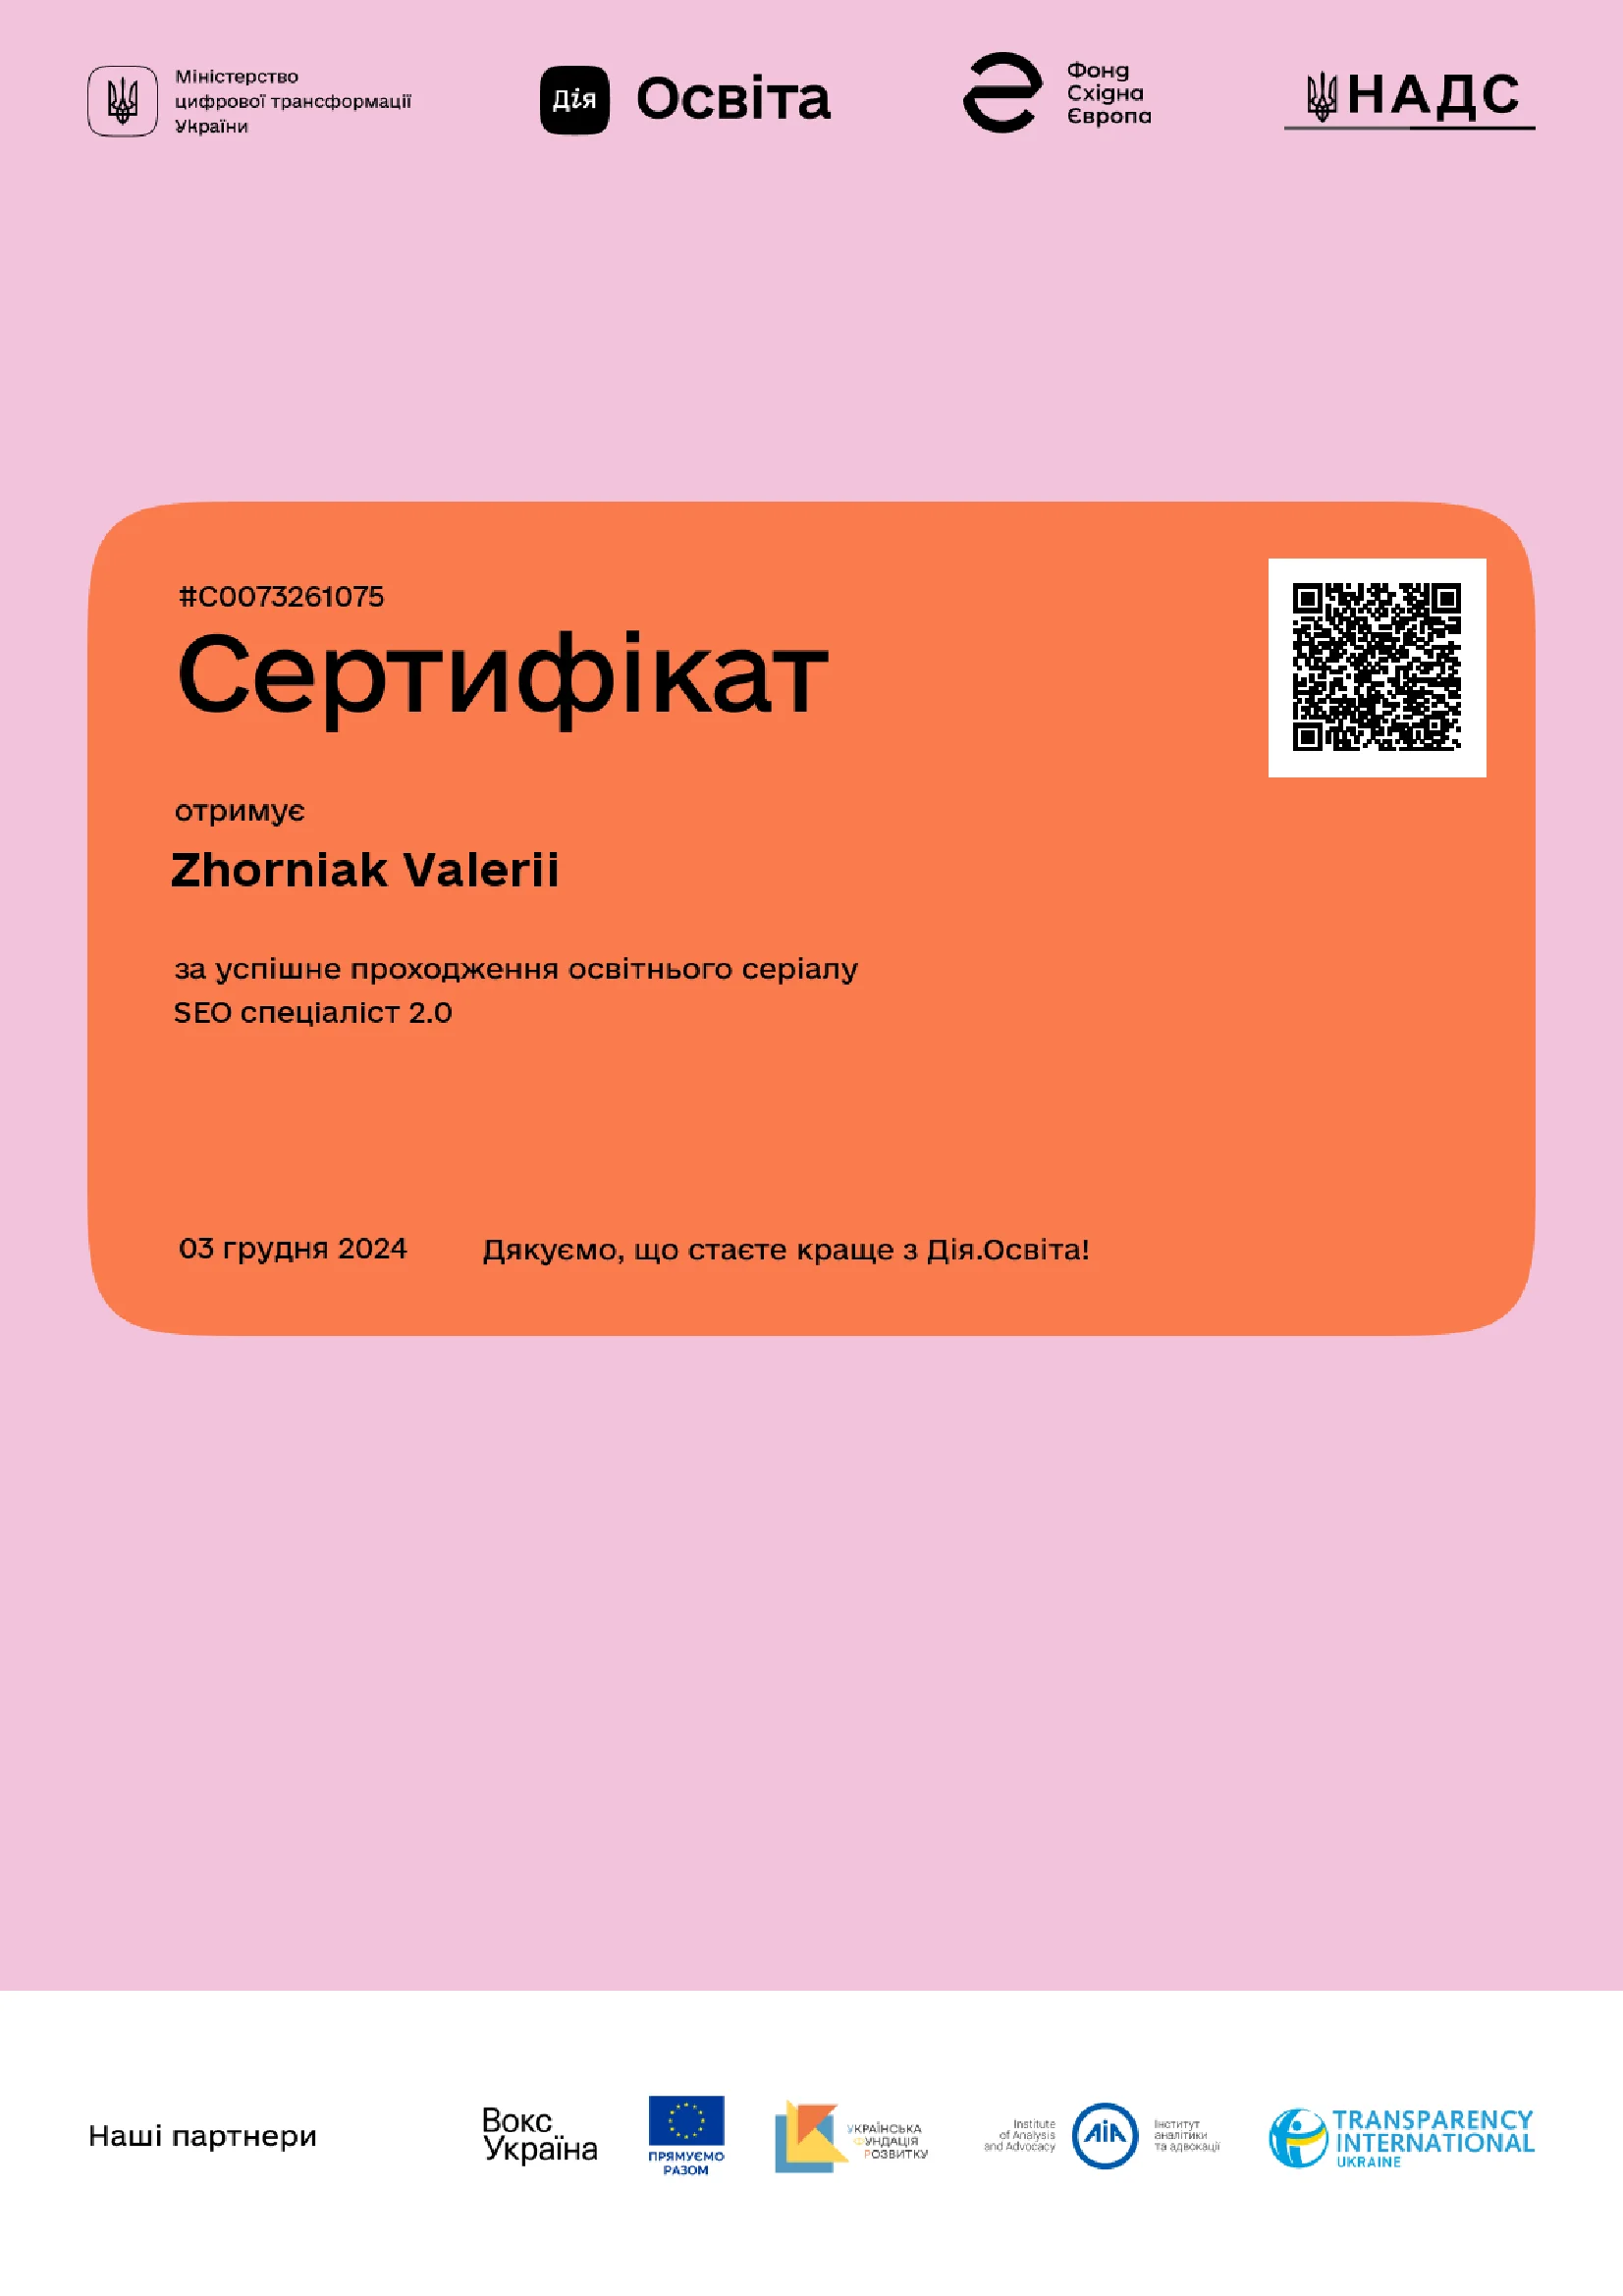 Міністерство
цифрової трансформації
України
Дія Освіта
Фонд
Східна
Європа
НАДС
#C0073261075
Сертифікат
отримує
Zhorniak Valerii
за успішне проходження освітнього серіалу
SEO спеціаліст 2.0
03 грудня 2024 Дякуємо, що стаєте краще з Дія.Освіта!
Наші партнери
Вокс
Україна
ПРЯМУЄМО
РАЗОМ
УКРАЇНСЬКА
ФУНДАЦІЯ
РОЗВИТКУ
Institute
of Analysis
and Advocacy
AiA
Інститут
аналітики
та адвокації
TRANSPARENCY
INTERNATIONAL
UKRAINE